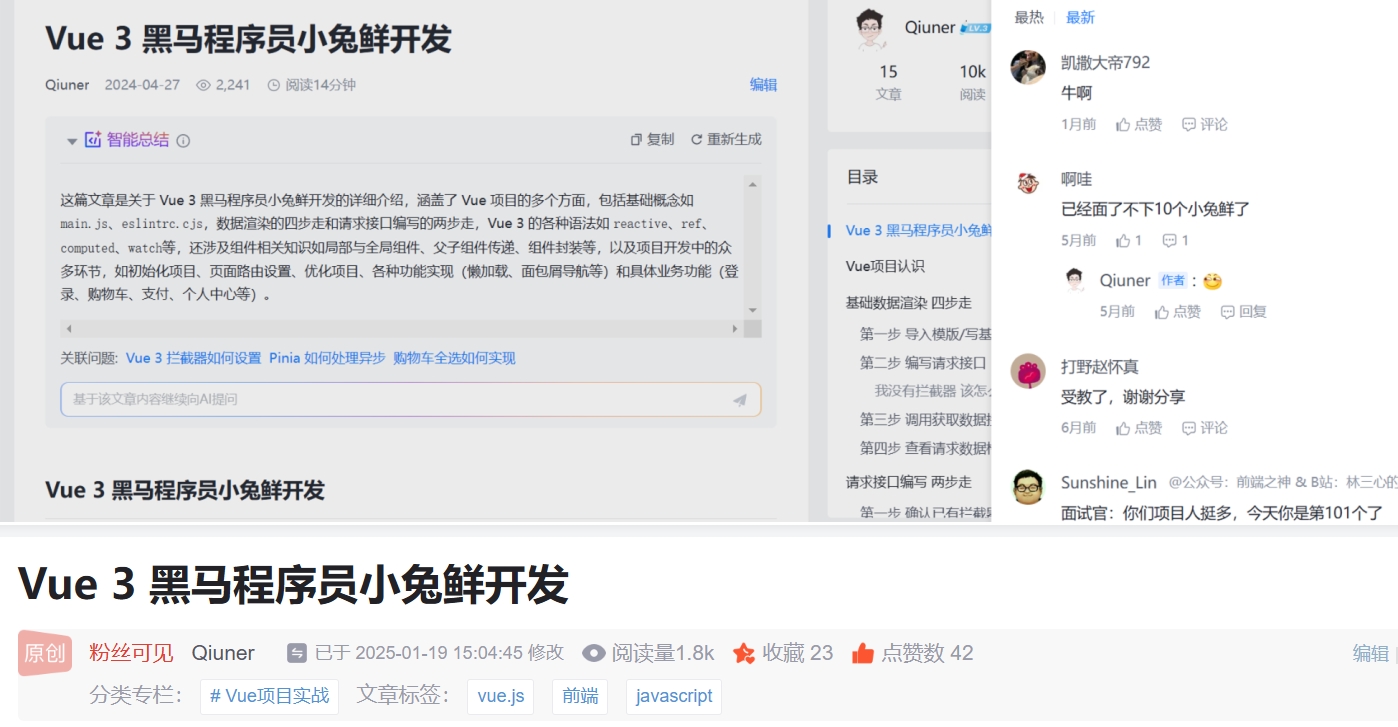 Vue 3 黑马程序员小兔鲜开发
Qiuner 2024-04-27 2,241 阅读14分钟 编辑
智能总结 复制 重新生成
这篇文章是关于 Vue 3 黑马程序员小兔鲜开发的详细介绍，涵盖了 Vue 项目的多个方面，包括基础概念如
main.js、eslintrc.cjs，数据渲染的四步走和请求接口编写的两步走，Vue 3 的各种语法如 reactive、ref、
computed、watch等，还涉及组件相关知识如局部与全局组件、父子组件传递、组件封装等，以及项目开发中的众
多环节，如初始化项目、页面路由设置、优化项目、各种功能实现（懒加载、面包屑导航等）和具体业务功能（登
录、购物车、支付、个人中心等）。
关联问题: Vue 3 拦截器如何设置 Pinia 如何处理异步 购物车全选如何实现
基于该文章内容继续向AI提问
Vue 3 黑马程序员小兔鲜开发
Qiuner LV.3
15 10k
文章 阅读
目录
Vue 3 黑马程序员小兔鲜
Vue项目认识
基础数据渲染 四步走
第一步 导入模版/写基
第二步 编写请求接口
我没有拦截器 该怎
第三步 调用获取数据
第四步 查看请求数据
请求接口编写 两步走
第一步 确认已有拦截
最热 最新
凯撒大帝792
牛啊
1月前 点赞 评论
啊哇
已经面了不下10个小兔鲜了
5月前 1 1
Qiuner 作者 :
5月前 点赞 回复
打野赵怀真
受教了，谢谢分享
6月前 点赞 评论
Sunshine_Lin @公众号：前端之神 & B站：林三心的
面试官：你们项目人挺多，今天你是第101个了
Vue 3 黑马程序员小兔鲜开发
原创 粉丝可见 Qiuner 已于 2025-01-19 15:04:45 修改 阅读量1.8k 收藏 23 点赞数 42 编辑
分类专栏： # Vue项目实战 文章标签： vue.js 前端 javascript